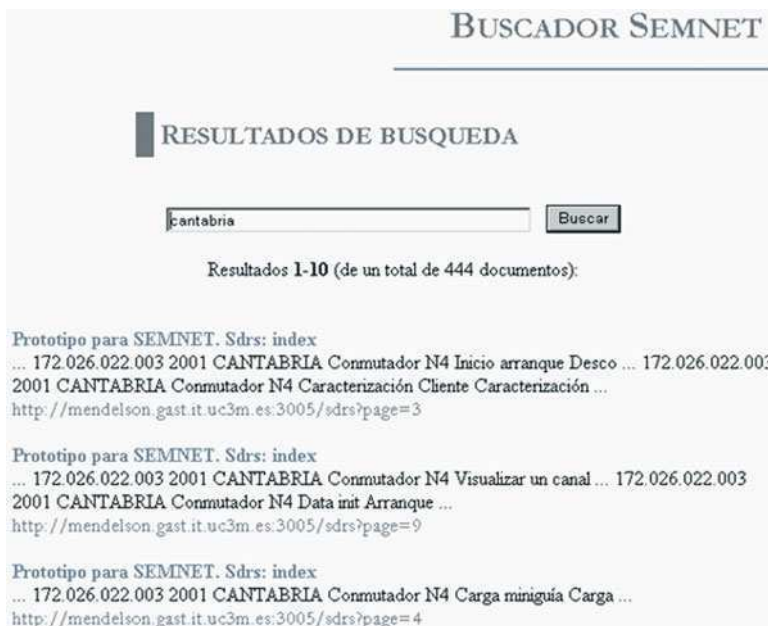 BUSCADOR SEMNET
RESULTADOS DE BUSQUEDA
cantabria
Buscar
Resultados 1-10 (de un total de 444 documentos):
Prototipo para SEMNET. Sdrs: index
... 172.026.022.003 2001 CANTABRIA Conmutador N4 Inicio arranque Desco ... 172.026.022.003
2001 CANTABRIA Conmutador N4 Caracterización Cliente Caracterización ...
http://mendelson.gast.it.uc3m.es:3005/sdrs?page=3
Prototipo para SEMNET. Sdrs: index
... 172.026.022.003 2001 CANTABRIA Conmutador N4 Visualizar un canal ... 172.026.022.003
2001 CANTABRIA Conmutador N4 Data init Arranque ...
http://mendelson.gast.it.uc3m.es:3005/sdrs?page=9
Prototipo para SEMNET. Sdrs: index
... 172.026.022.003 2001 CANTABRIA Conmutador N4 Carga miniguía Carga ...
http://mendelson.gast.it.uc3m.es:3005/sdrs?page=4